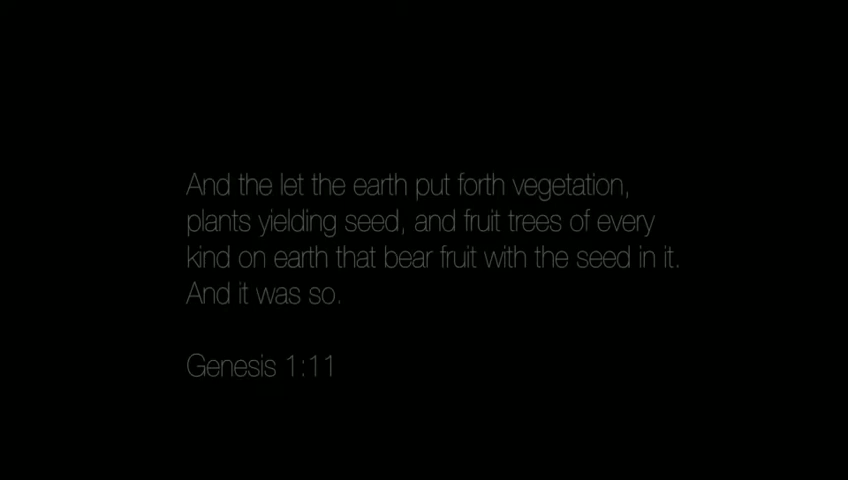 And the let the earth put forth vegetation,
plants yielding seed, and fruit trees of every
kind on earth that bear fruit with the seed in it.
And it was so.
Genesis 1:11